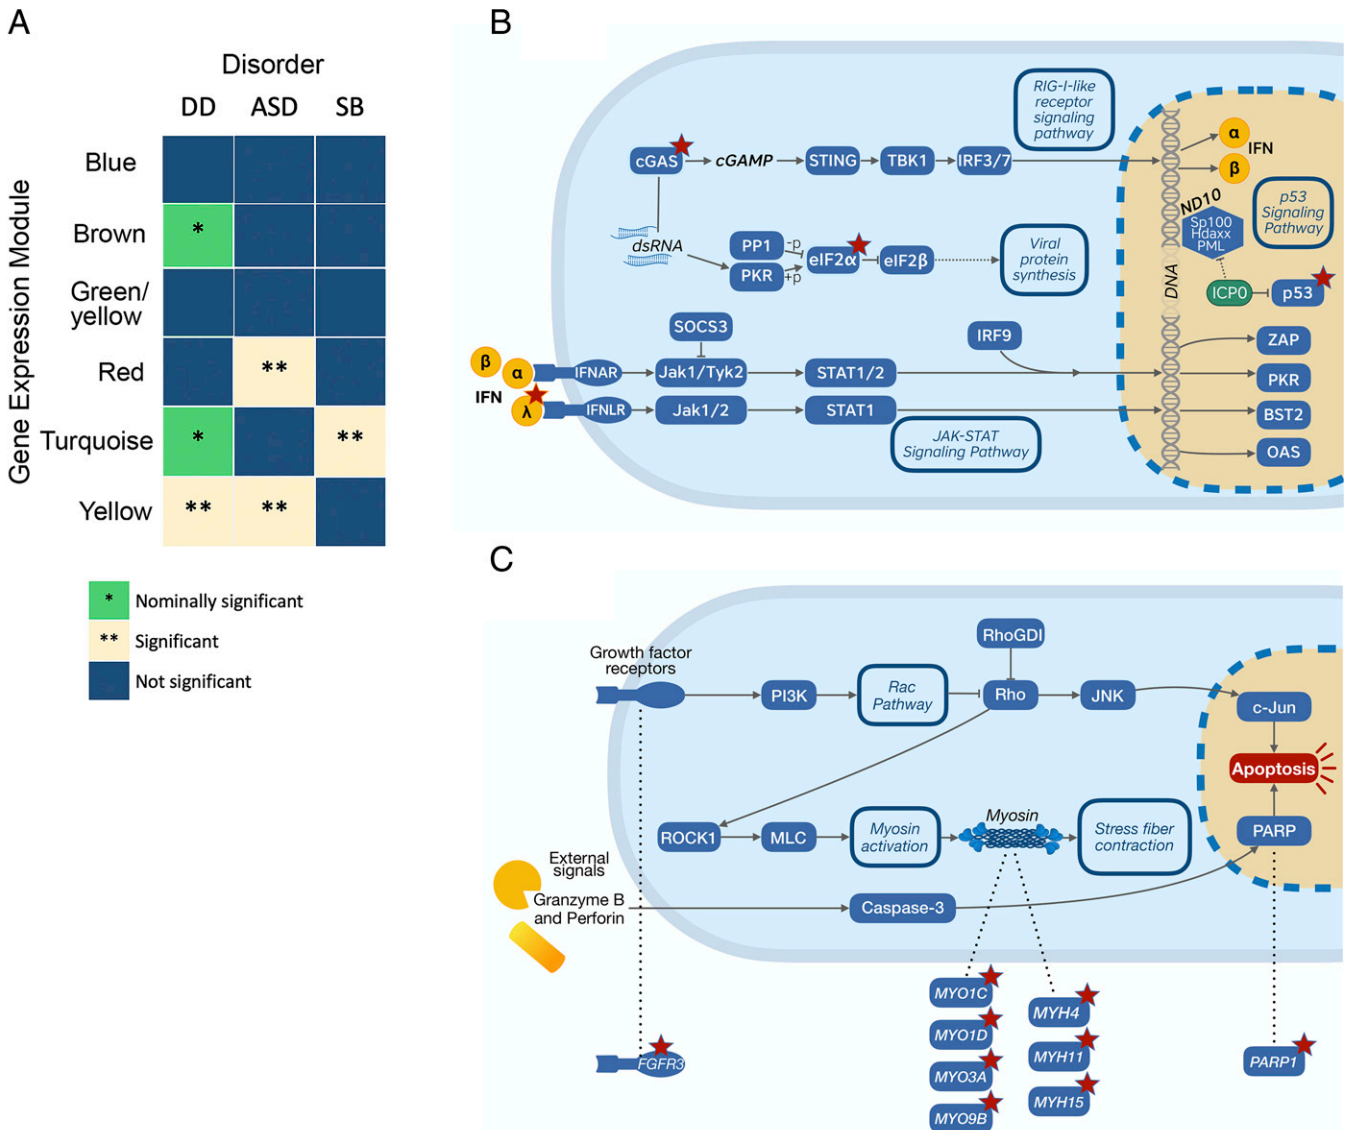 A
Disorder
DD ASD SB
Gene Expression Module
Blue
Brown
*
Green/
yellow
Red
**
Turquoise
*
**
Yellow
**
**
*
Nominally significant
**
Significant
Not significant
B
RIG-I-like
receptor
signaling
pathway
cGAS
cGAMP
STING
TBK1
IRF3/7
α
IFN
β
ND10
Sp100
Hdaxx
PML
p53
Signaling
Pathway
dsRNA
PP1
-p
PKR
+p
eIF2α
eIF2β
Viral
protein
synthesis
DNA
ICP0
p53
SOCS3
IRF9
ZAP
β
α
IFN
λ
IFNAR
Jak1/Tyk2
STAT1/2
PKR
IFNLR
Jak1/2
STAT1
BST2
JAK-STAT
Signaling Pathway
OAS
C
Growth factor
receptors
PI3K
Rac
Pathway
RhoGDI
Rho
JNK
c-Jun
Apoptosis
ROCK1
MLC
Myosin
activation
Myosin
Stress fiber
contraction
PARP
External
signals
Granzyme B
and Perforin
Caspase-3
FGFR3
MYO1C
MYO1D
MYO3A
MYO9B
MYH4
MYH11
MYH15
PARP1